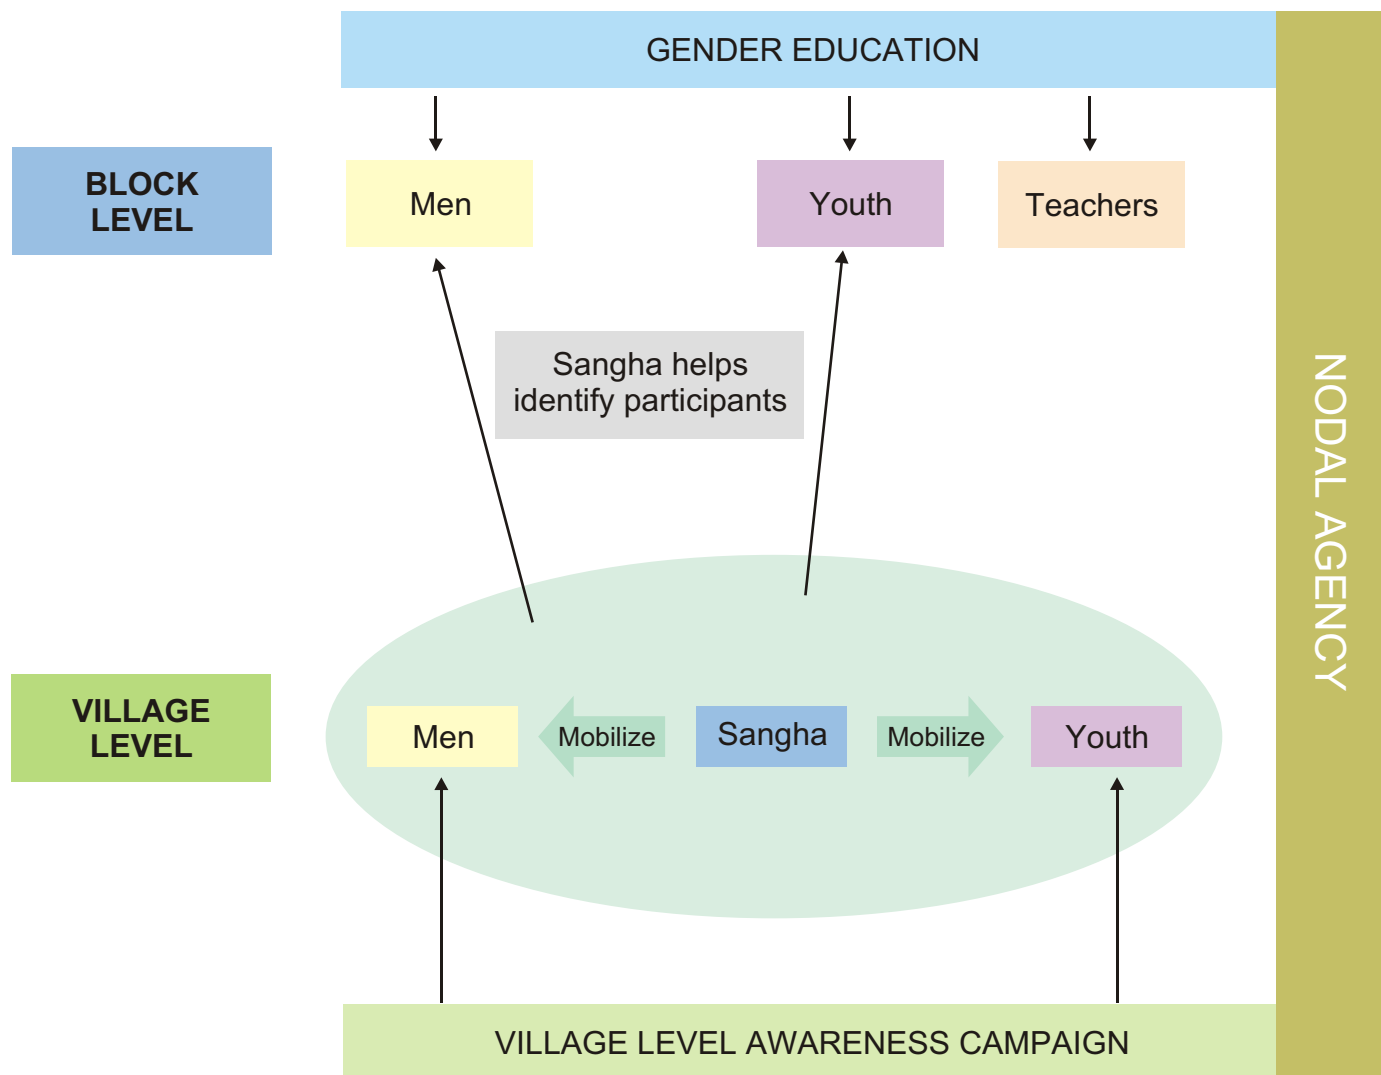 GENDER EDUCATION
BLOCK
LEVEL
Men
Youth
Teachers
Sangha helps
identify participants
NODAL AGENCY
VILLAGE
LEVEL
Men
Mobilize
Sangha
Mobilize
Youth
VILLAGE LEVEL AWARENESS CAMPAIGN